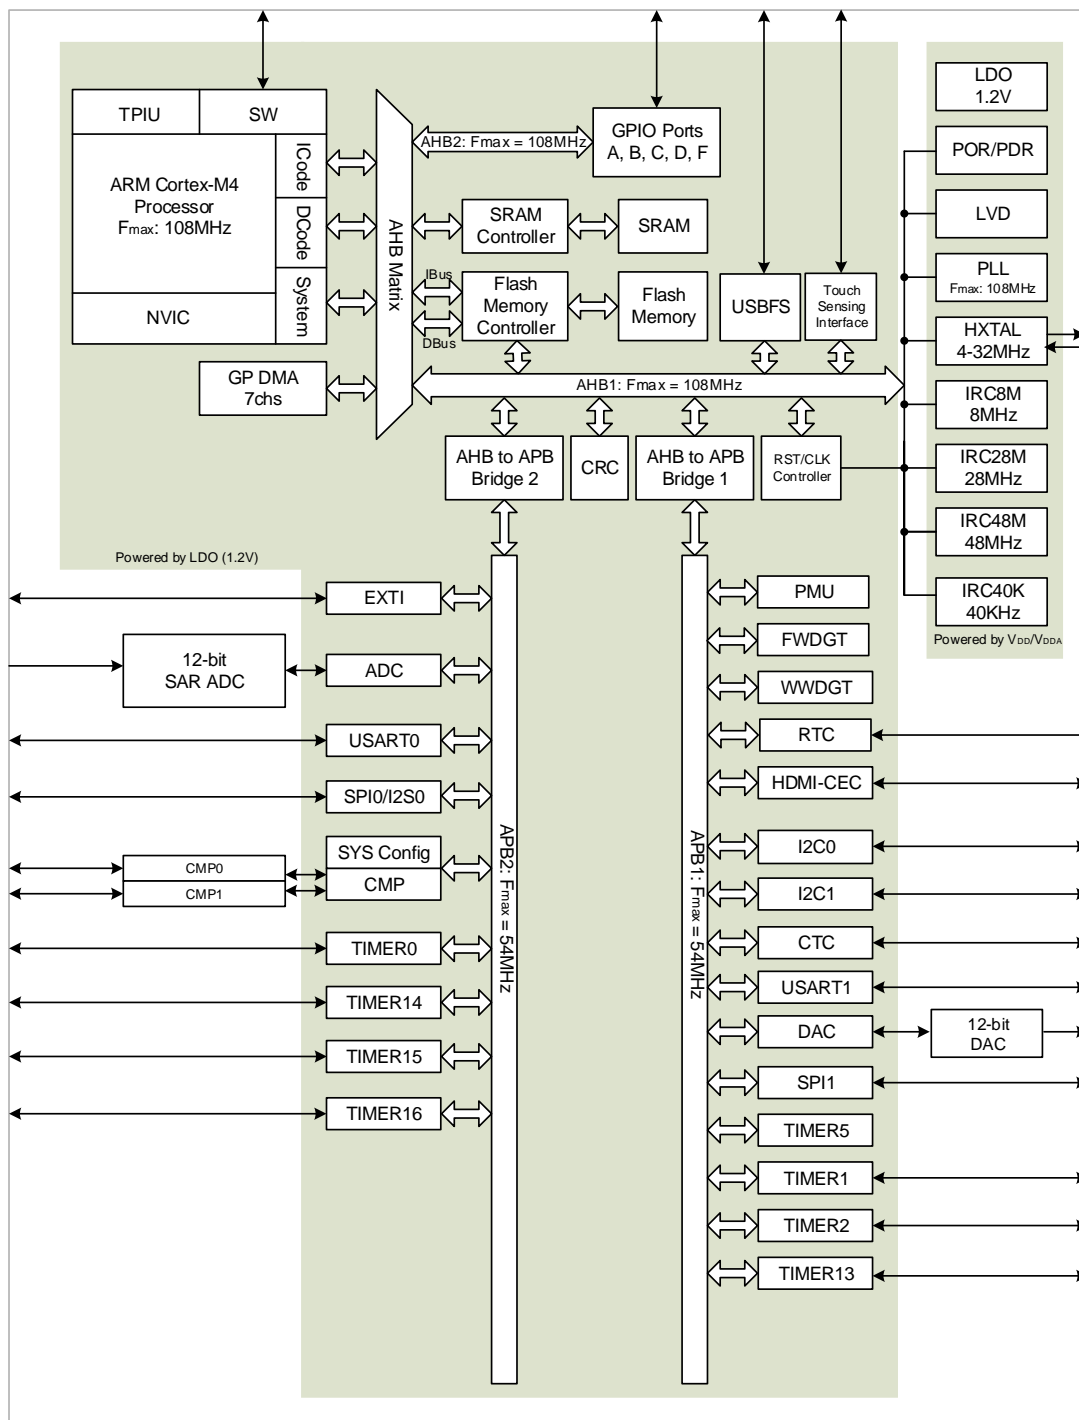 TPIU
SW
ICode
DCode
System
ARM Cortex-M4
Processor
Fmax: 108MHz
NVIC
GP DMA
7chs
AHB Matrix
AHB2: Fmax = 108MHz
GPIO Ports
A, B, C, D, F
SRAM
Controller
SRAM
IBus
DBus
Flash
Memory
Controller
Flash
Memory
USBFS
Touch
Sensing
Interface
AHB1: Fmax = 108MHz
AHB to APB
Bridge 2
CRC
AHB to APB
Bridge 1
RST/CLK
Controller
LDO
1.2V
POR/PDR
LVD
PLL
Fmax: 108MHz
HXTAL
4-32MHz
IRC8M
8MHz
IRC28M
28MHz
IRC48M
48MHz
IRC40K
40KHz
Powered by VDD/VDDA
Powered by LDO (1.2V)
EXTI
12-bit
SAR ADC
ADC
USART0
SPI0/I2S0
SYS Config
CMP
CMP0
CMP1
TIMER0
TIMER14
TIMER15
TIMER16
APB2: Fmax = 54MHz
APB1: Fmax = 54MHz
PMU
FWDGT
WWDGT
RTC
HDMI-CEC
I2C0
I2C1
CTC
USART1
DAC
12-bit
DAC
SPI1
TIMER5
TIMER1
TIMER2
TIMER13